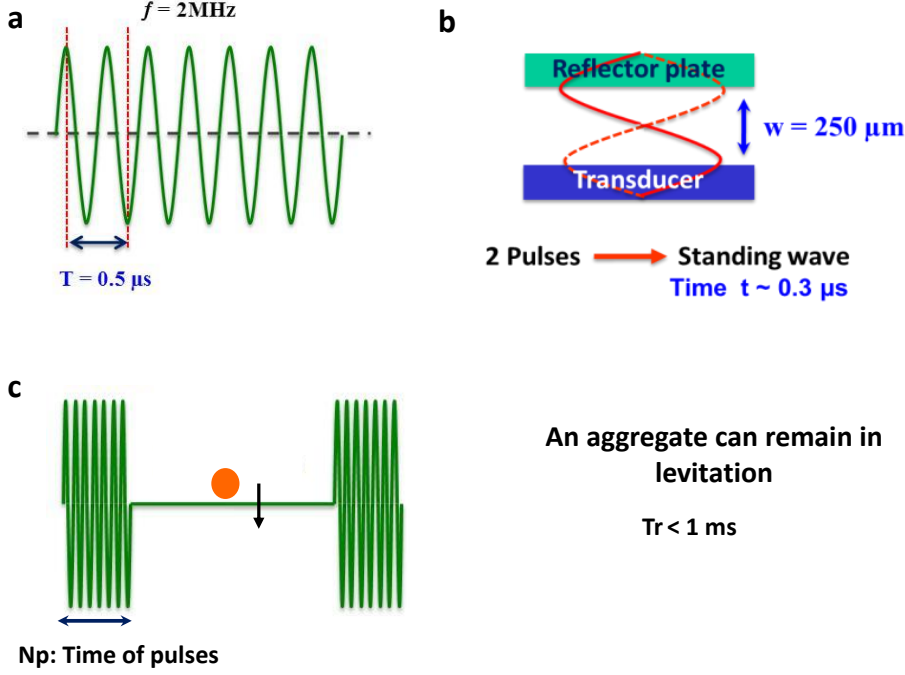 a
f = 2MHz
T = 0.5 µs
b
Reflector plate
w = 250 µm
Transducer
2 Pulses Standing wave
Time t ~ 0.3 µs
c
Np: Time of pulses
An aggregate can remain in
levitation
Tr < 1 ms